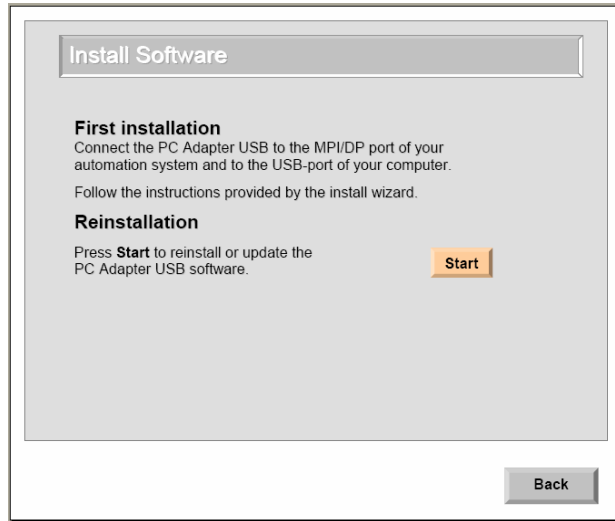 Install Software
First installation
Connect the PC Adapter USB to the MPI/DP port of your
automation system and to the USB-port of your computer.
Follow the instructions provided by the install wizard.
Reinstallation
Press Start to reinstall or update the
PC Adapter USB software.
Start
Back